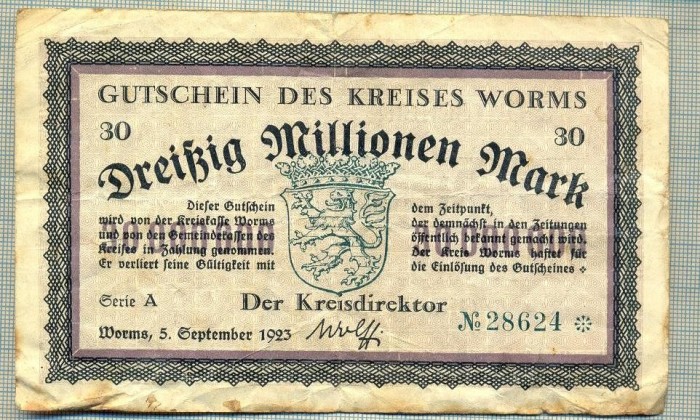 GUTSCHEIN DES KREISES WORMS
30 30
Dreißig Millionen Mark
Dieser Gutschein
wird von der Kreiskasse Worms
und von den Gemeindekassen des
Kreises in Zahlung genommen.
Er verliert seine Gültigkeit mit
dem Zeitpunkt,
der demnächst in den Zeitungen
öffentlich bekannt gemacht wird.
Der Kreis Worms haftet für
die Einlösung des Gutscheines
Serie A
Der Kreisdirektor
Worms, 5. September 1923
Wolff
№ 28624 ※